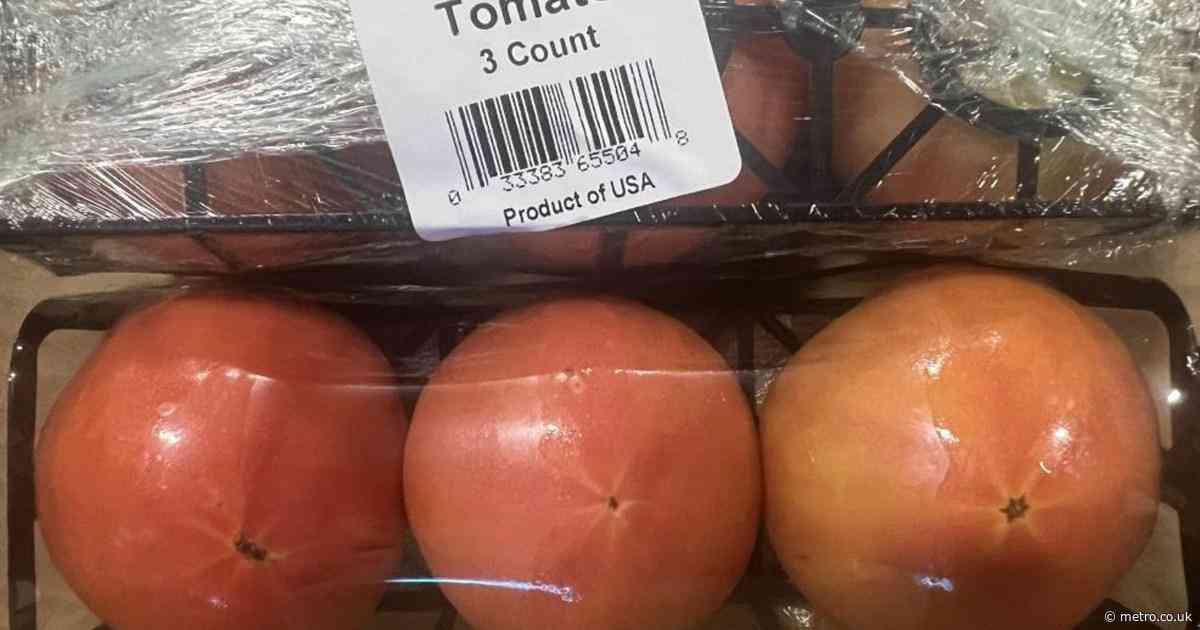 3 Count
0 33383 65504 8
Product of USA
© metro.co.uk